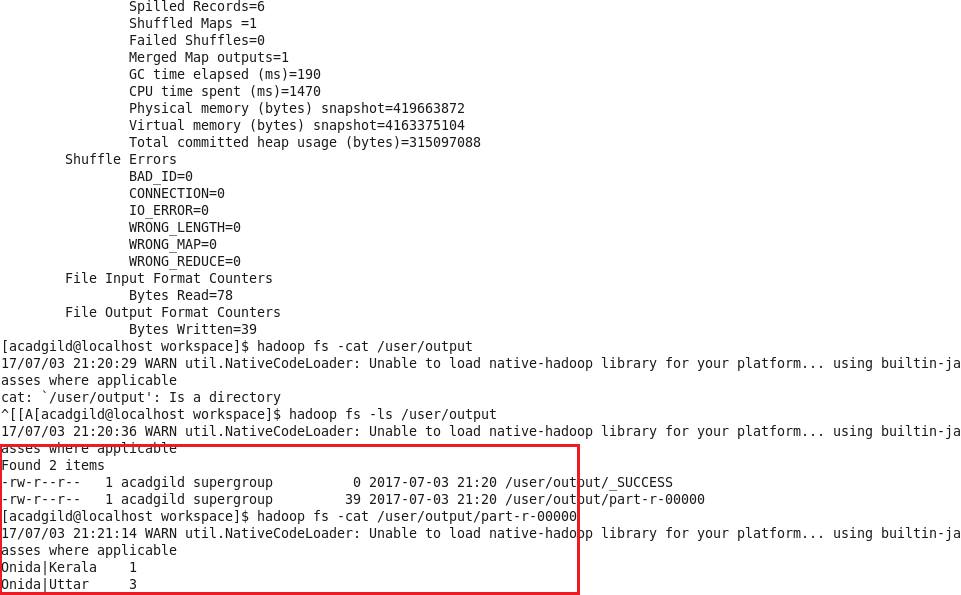 Spilled Records=6
Shuffled Maps =1
Failed Shuffles=0
Merged Map outputs=1
GC time elapsed (ms)=190
CPU time spent (ms)=1470
Physical memory (bytes) snapshot=419663872
Virtual memory (bytes) snapshot=4163375104
Total committed heap usage (bytes)=315097088
Shuffle Errors
BAD_ID=0
CONNECTION=0
IO_ERROR=0
WRONG_LENGTH=0
WRONG_MAP=0
WRONG_REDUCE=0
File Input Format Counters
Bytes Read=78
File Output Format Counters
Bytes Written=39
[acadgild@localhost workspace]$ hadoop fs -cat /user/output
17/07/03 21:20:29 WARN util.NativeCodeLoader: Unable to load native-hadoop library for your platform... using builtin-ja
asses where applicable
cat: `/user/output': Is a directory
^[[A[acadgild@localhost workspace]$ hadoop fs -ls /user/output
17/07/03 21:20:36 WARN util.NativeCodeLoader: Unable to load native-hadoop library for your platform... using builtin-ja
asses where applicable
Found 2 items
-rw-r--r--   1 acadgild supergroup          0 2017-07-03 21:20 /user/output/_SUCCESS
-rw-r--r--   1 acadgild supergroup         39 2017-07-03 21:20 /user/output/part-r-00000
[acadgild@localhost workspace]$ hadoop fs -cat /user/output/part-r-00000
17/07/03 21:21:14 WARN util.NativeCodeLoader: Unable to load native-hadoop library for your platform... using builtin-ja
asses where applicable
Onida|Kerala    1
Onida|Uttar     3